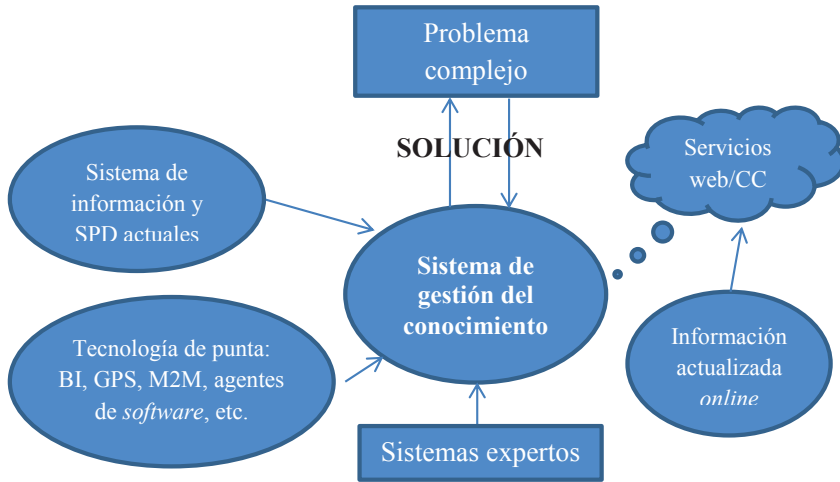 Problema
complejo
SOLUCIÓN
Servicios
web/CC
Sistema de
información y
SPD actuales
Sistema de
gestión del
conocimiento
Tecnología de punta:
BI, GPS, M2M, agentes
de software, etc.
Información
actualizada
online
Sistemas expertos